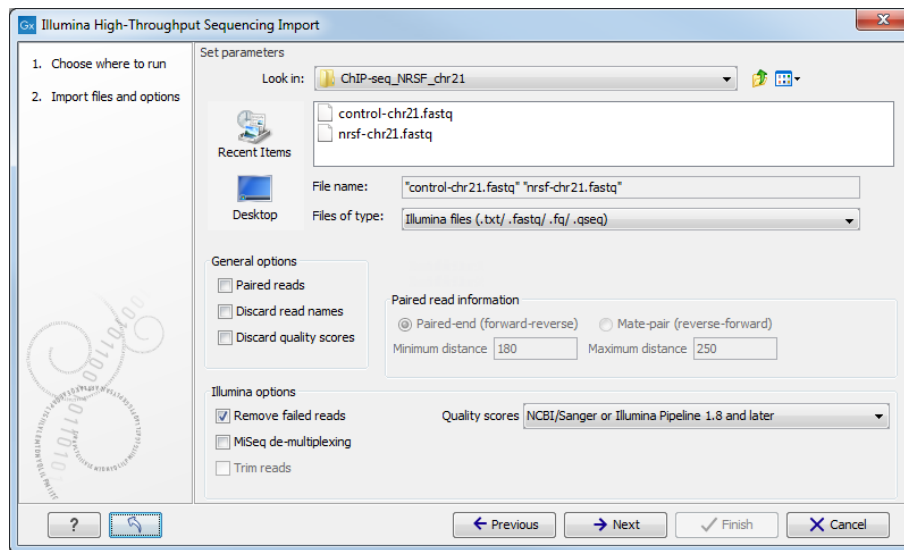 Gx Illumina High-Throughput Sequencing Import
1. Choose where to run
2. Import files and options
Set parameters
Look in: ChIP-seq_NRSF_chr21
control-chr21.fastq
nrsf-chr21.fastq
Recent Items
Desktop
File name: "control-chr21.fastq" "nrsf-chr21.fastq"
Files of type: Illumina files (.txt/ .fastq/ .fq/ .qseq)
General options
Paired reads
Discard read names
Discard quality scores
Paired read information
Paired-end (forward-reverse) Mate-pair (reverse-forward)
Minimum distance 180 Maximum distance 250
Illumina options
Remove failed reads Quality scores NCBI/Sanger or Illumina Pipeline 1.8 and later
MiSeq de-multiplexing
Trim reads
? Previous Next Finish Cancel